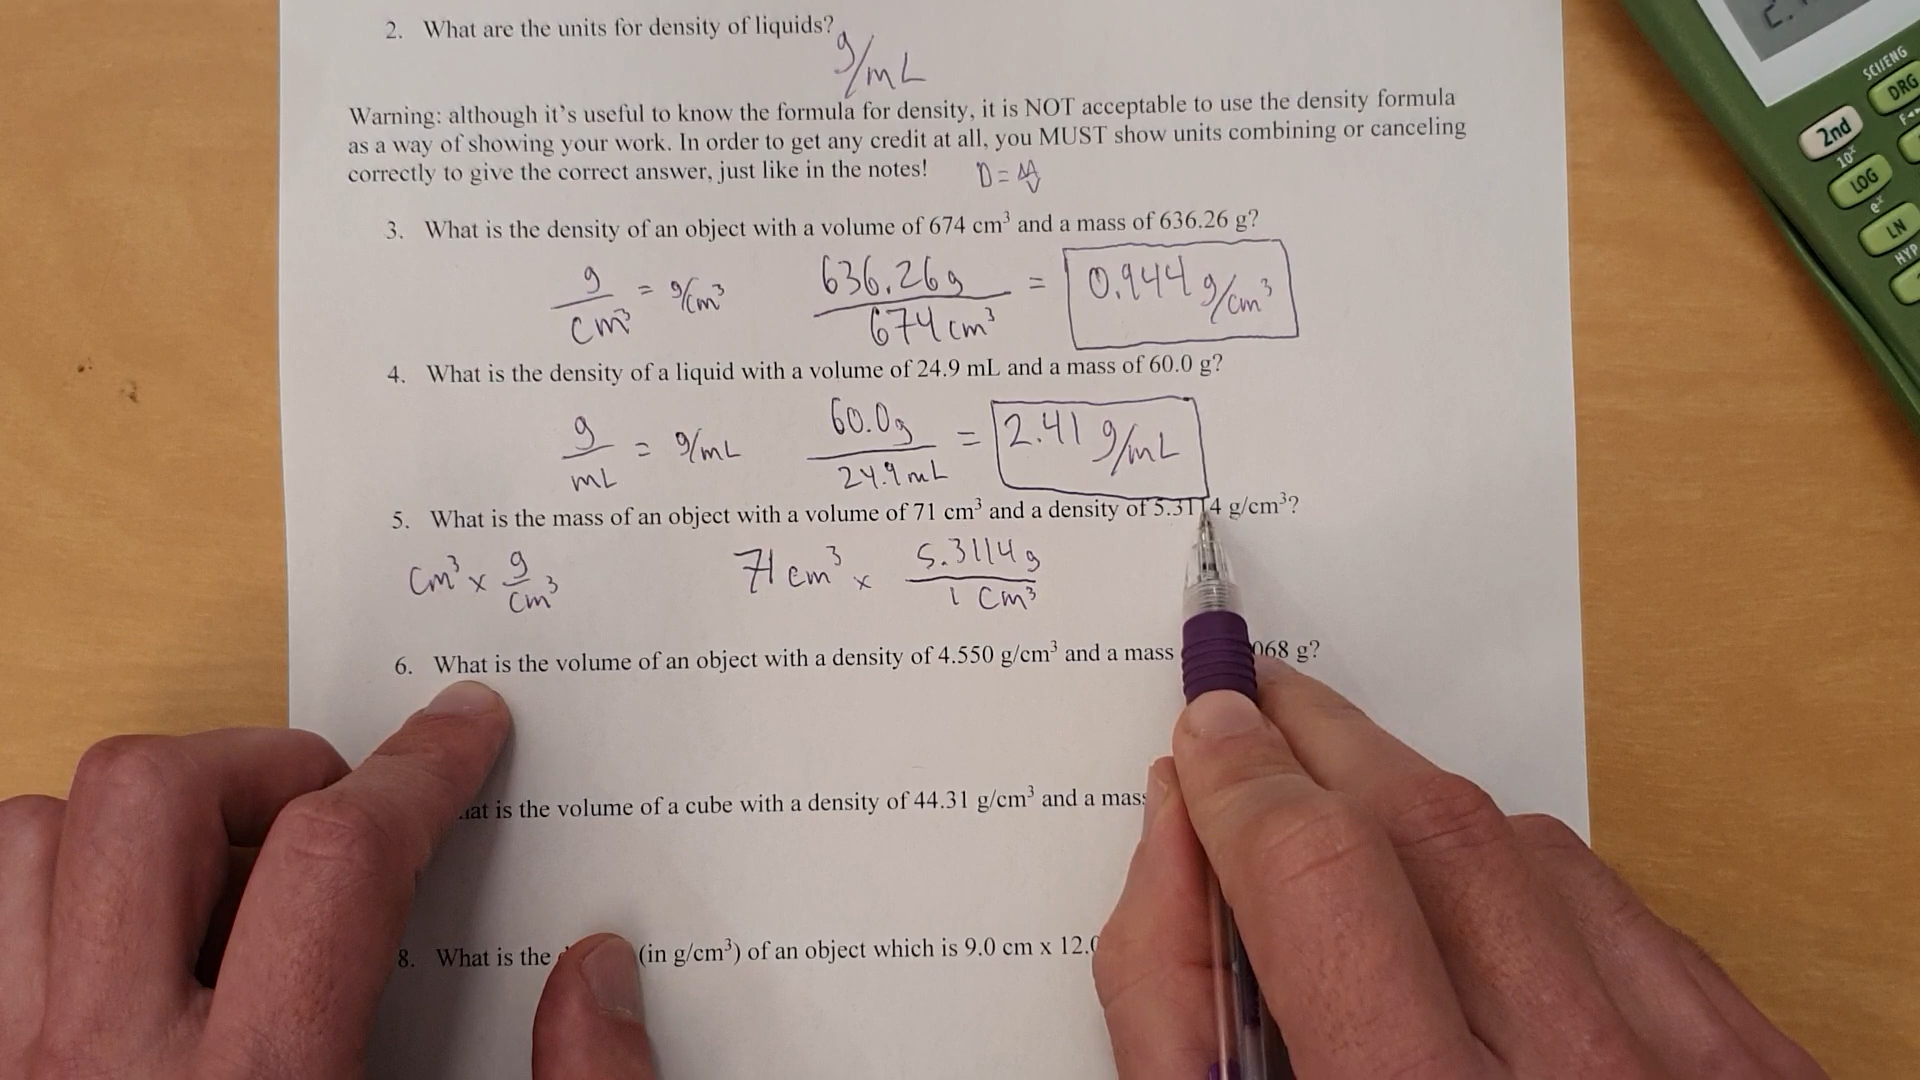 2. What are the units for density of liquids?
g/mL
Warning: although it's useful to know the formula for density, it is NOT acceptable to use the density formula
as a way of showing your work. In order to get any credit at all, you MUST show units combining or canceling
correctly to give the correct answer, just like in the notes! D = M/V
3. What is the density of an object with a volume of 674 cm³ and a mass of 636.26 g?
g/cm³ = g/cm³ 636.26g/674cm³ = 0.944 g/cm³
4. What is the density of a liquid with a volume of 24.9 mL and a mass of 60.0 g?
g/mL = g/mL 60.0g/24.9mL = 2.41 g/mL
5. What is the mass of an object with a volume of 71 cm³ and a density of 5.3114 g/cm³?
cm³ x g/cm³ 71 cm³ x 5.3114g/1 cm³
6. What is the volume of an object with a density of 4.550 g/cm³ and a mass 068 g?
is the volume of a cube with a density of 44.31 g/cm³ and a
8. What is the (in g/cm³) of an object which is 9.0 cm x
SCI/ENG
DRG
2nd
10ˣ
LOG
eˣ
LN
HYP